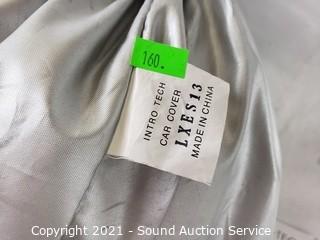 160.
INTRO TECH
CAR COVER
LXES13
MADE IN CHINA
Copyright 2021 - Sound Auction Service